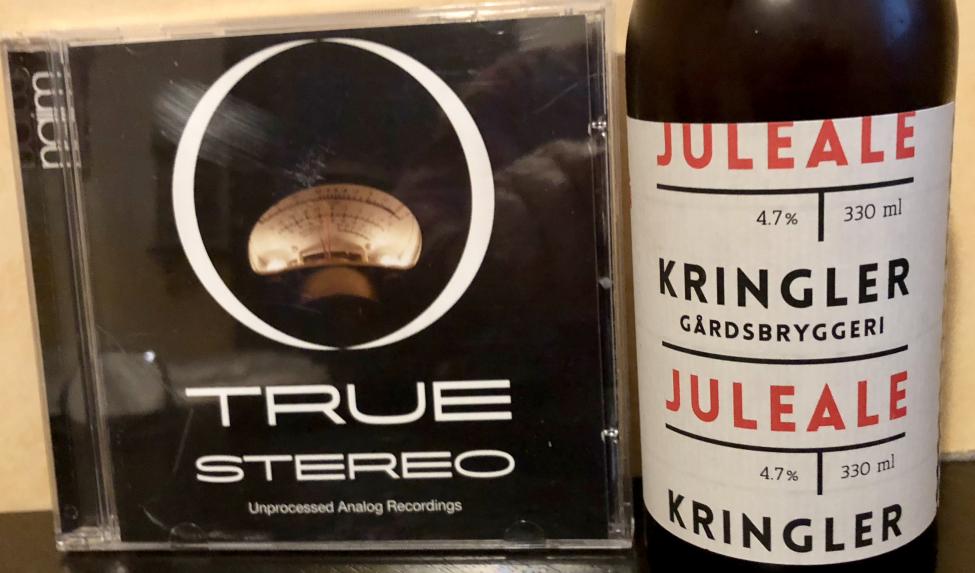 naim
TRUE
STEREO
Unprocessed Analog Recordings
JULEALE
4.7% 330 ml
KRINGLER
GÅRDSBRYGGERI
JULEALE
4.7% 330 ml
KRINGLER